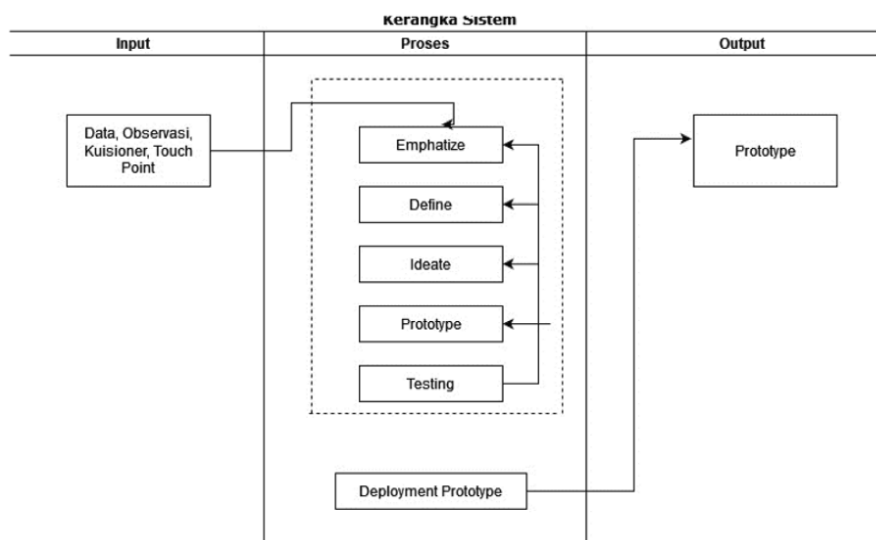 Kerangka Sistem
Input
Proses
Output
Data, Observasi,
Kuisioner, Touch
Point
Emphatize
Define
Ideate
Prototype
Testing
Deployment Prototype
Prototype